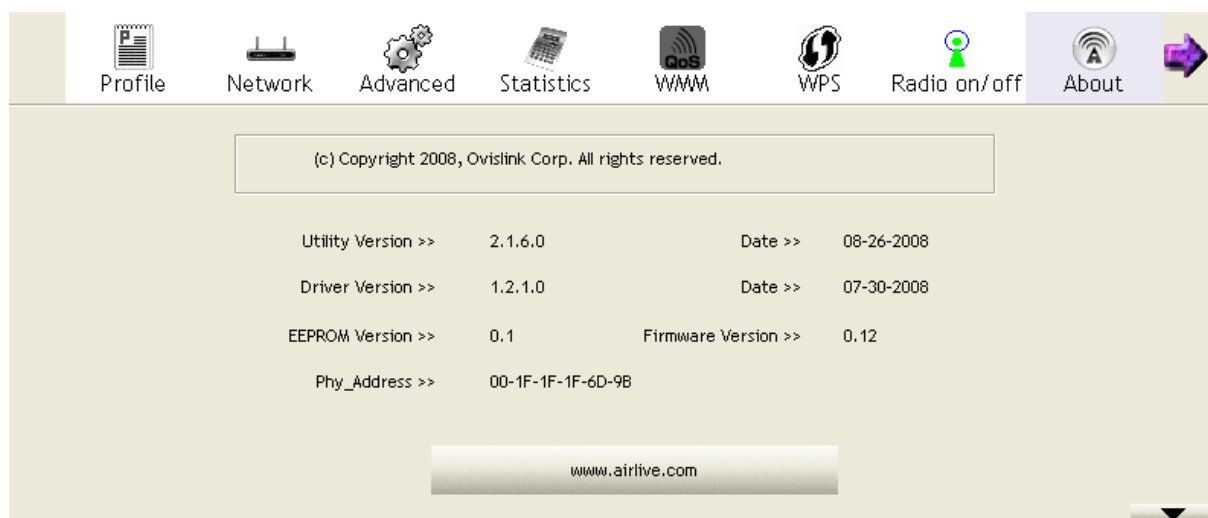 P
QoS
Profile Network Advanced Statistics WMM WPS Radio on/off About
(c) Copyright 2008, Ovislink Corp. All rights reserved.
Utility Version >> 2.1.6.0 Date >> 08-26-2008
Driver Version >> 1.2.1.0 Date >> 07-30-2008
EEPROM Version >> 0.1 Firmware Version >> 0.12
Phy_Address >> 00-1F-1F-1F-6D-9B
www.airlive.com